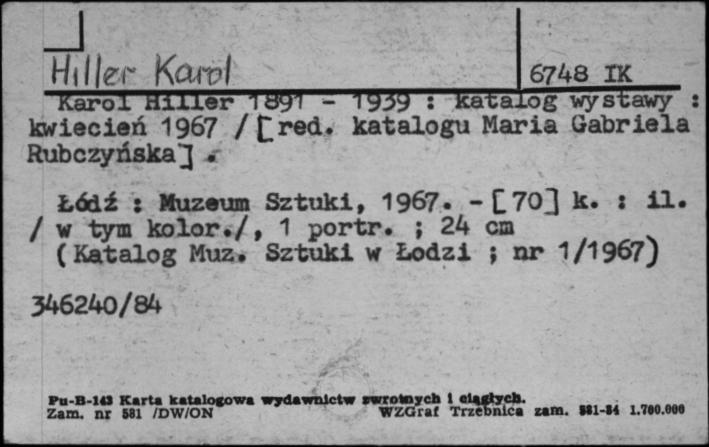 Hiller Karol
6748 IK
Karol Hiller 1891 - 1939 : katalog wystawy :
kwiecień 1967 /[red. katalogu Maria Gabriela
Rubczyńska] .
Łódź : Muzeum Sztuki, 1967. -[70] k. : il.
/ w tym kolor./, 1 portr. ; 24 cm
(Katalog Muz. Sztuki w Łodzi ; nr 1/1967)
346240/84
Pu-B-143 Karta katalogowa wydawnictw zwrotnych i ciągłych.
Zam. nr 581 /DW/ON WZGraf Trzebnica zam. 881-84 1.700.000